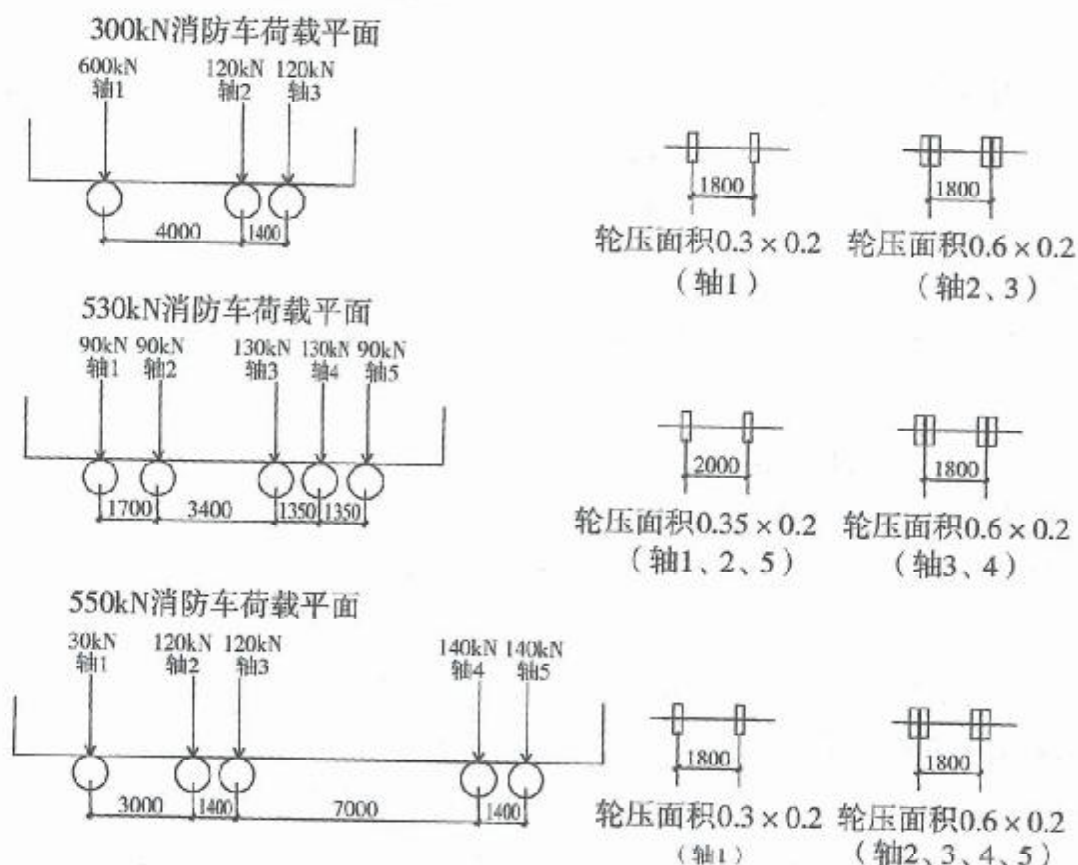 300kN消防车荷载平面
600kN 120kN 120kN
轴1 轴2 轴3
4000 1400
1800 1800
轮压面积0.3×0.2 轮压面积0.6×0.2
（轴1） （轴2、3）
530kN消防车荷载平面
90kN 90kN 130kN 130kN 90kN
轴1 轴2 轴3 轴4 轴5
1700 3400 1350 1350
2000 1800
轮压面积0.35×0.2 轮压面积0.6×0.2
（轴1、2、5） （轴3、4）
550kN消防车荷载平面
30kN 120kN 120kN 140kN 140kN
轴1 轴2 轴3 轴4 轴5
3000 1400 7000 1400
1800 1800
轮压面积0.3×0.2 轮压面积0.6×0.2
（轴1） （轴2、3、4、5）